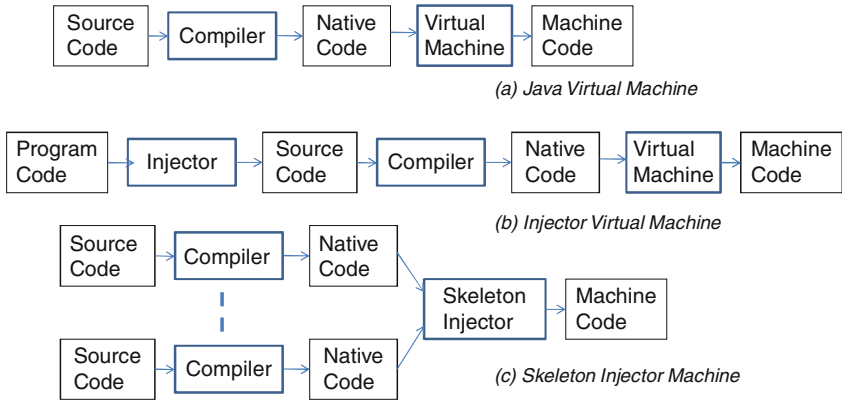 Source
Code
Compiler
Native
Code
Virtual
Machine
Machine
Code
(a) Java Virtual Machine
Program
Code
Injector
Source
Code
Compiler
Native
Code
Virtual
Machine
Machine
Code
(b) Injector Virtual Machine
Source
Code
Compiler
Native
Code
Skeleton
Injector
Machine
Code
Source
Code
Compiler
Native
Code
(c) Skeleton Injector Machine